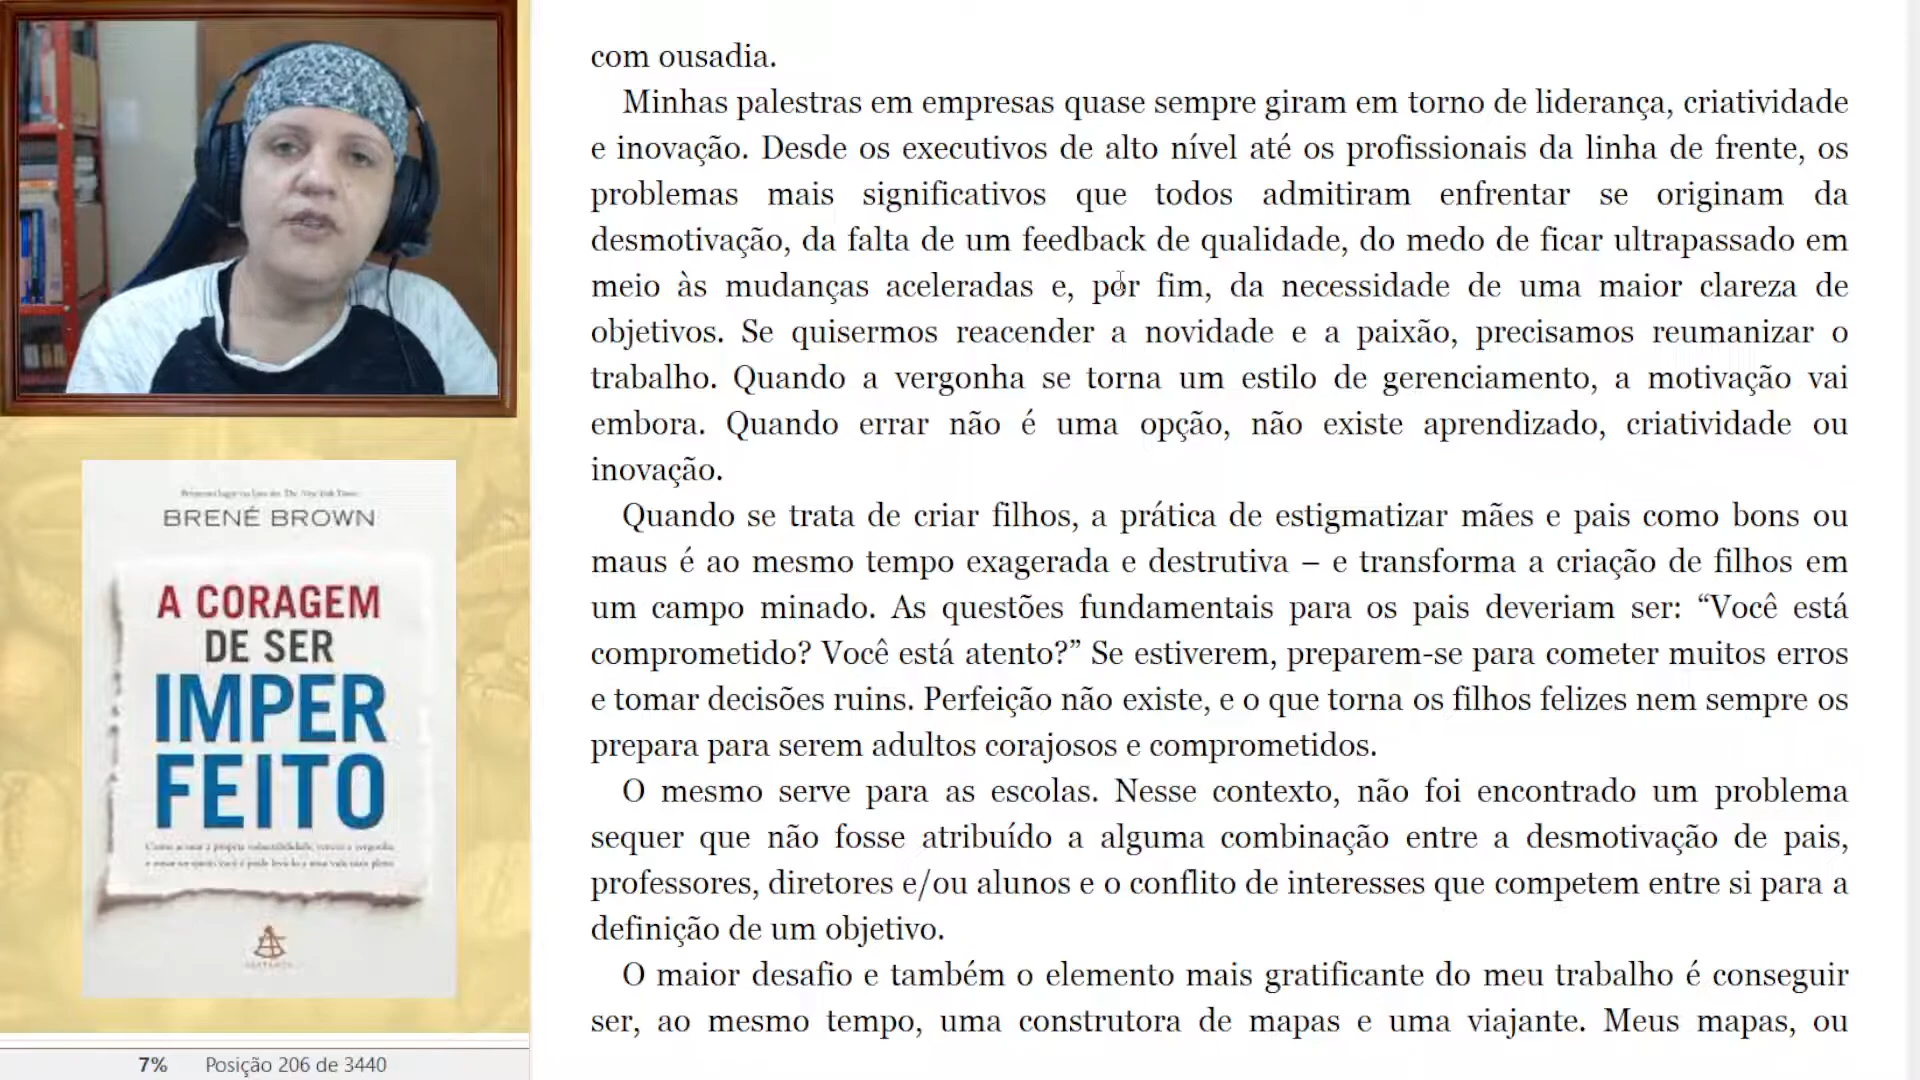 com ousadia.
Minhas palestras em empresas quase sempre giram em torno de liderança, criatividade
e inovação. Desde os executivos de alto nível até os profissionais da linha de frente, os
problemas mais significativos que todos admitiram enfrentar se originam da
desmotivação, da falta de um feedback de qualidade, do medo de ficar ultrapassado em
meio às mudanças aceleradas e, por fim, da necessidade de uma maior clareza de
objetivos. Se quisermos reacender a novidade e a paixão, precisamos reumanizar o
trabalho. Quando a vergonha se torna um estilo de gerenciamento, a motivação vai
embora. Quando errar não é uma opção, não existe aprendizado, criatividade ou
inovação.
Quando se trata de criar filhos, a prática de estigmatizar mães e pais como bons ou
maus é ao mesmo tempo exagerada e destrutiva – e transforma a criação de filhos em
um campo minado. As questões fundamentais para os pais deveriam ser: “Você está
comprometido? Você está atento?” Se estiverem, preparem-se para cometer muitos erros
e tomar decisões ruins. Perfeição não existe, e o que torna os filhos felizes nem sempre os
prepara para serem adultos corajosos e comprometidos.
O mesmo serve para as escolas. Nesse contexto, não foi encontrado um problema
sequer que não fosse atribuído a alguma combinação entre a desmotivação de pais,
professores, diretores e/ou alunos e o conflito de interesses que competem entre si para a
definição de um objetivo.
O maior desafio e também o elemento mais gratificante do meu trabalho é conseguir
ser, ao mesmo tempo, uma construtora de mapas e uma viajante. Meus mapas, ou
BRENÉ BROWN
A CORAGEM
DE SER
IMPER
FEITO
7% Posição 206 de 3440